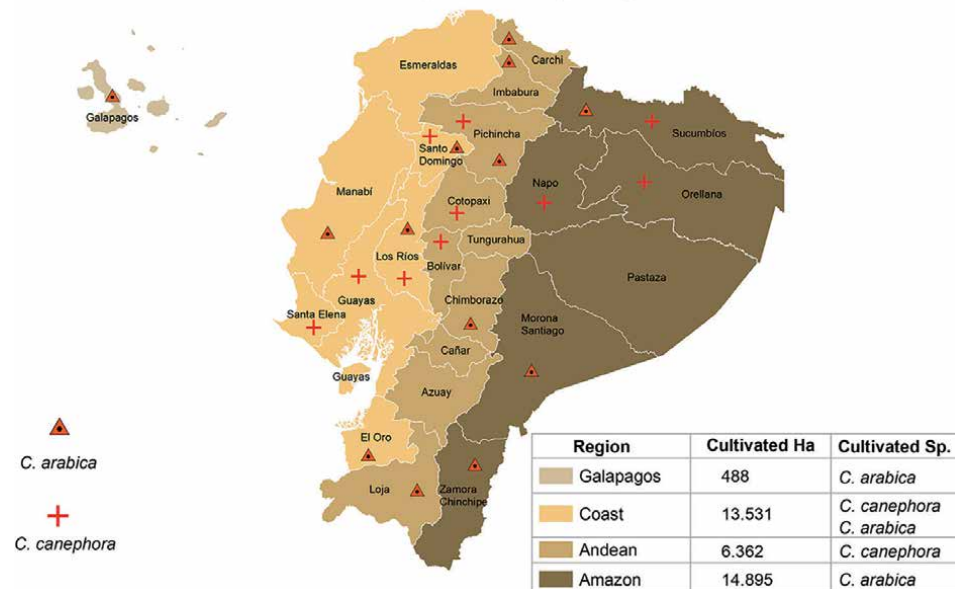 Esmeraldas
Carchi
Imbabura
Galapagos
Pichincha
Sucumbíos
Santo
Domingo
Manabí
Cotopaxi
Napo
Orellana
Tungurahua
Los Ríos
Bolívar
Pastaza
Guayas
Chimborazo
Santa Elena
Morona
Santiago
Cañar
Guayas
Azuay
El Oro
Loja
Zamora
Chinchipe
C. arabica
C. canephora
Region Cultivated Ha Cultivated Sp.
Galapagos 488 C. arabica
Coast 13.531 C. canephora
C. arabica
Andean 6.362 C. canephora
Amazon 14.895 C. arabica